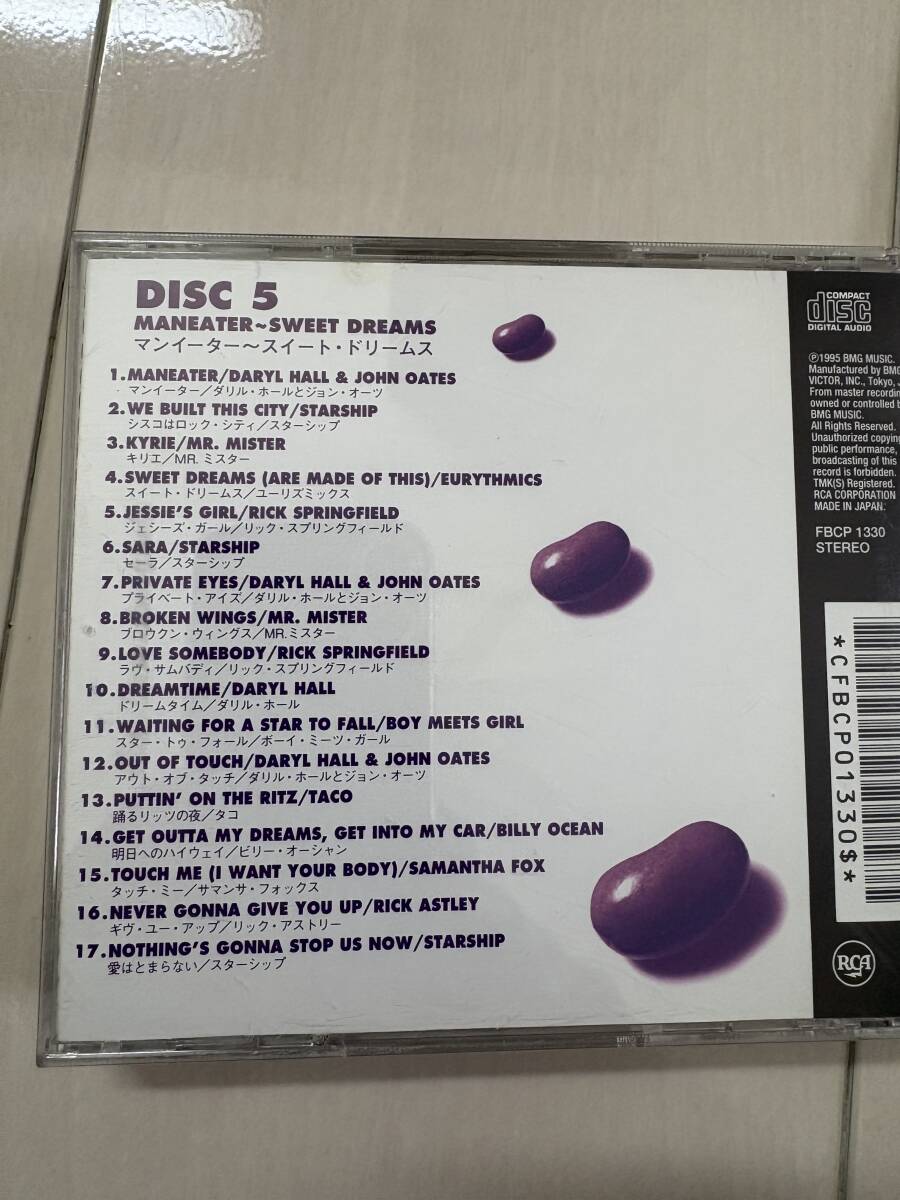 DISC 5
MANEATER~SWEET DREAMS
マンイーター〜スイート・ドリームス
1.MANEATER/DARYL HALL & JOHN OATES
マンイーター／ダリル・ホールとジョン・オーツ
2.WE BUILT THIS CITY/STARSHIP
シスコはロック・シティ／スターシップ
3.KYRIE/MR. MISTER
キリエ／MR. ミスター
4.SWEET DREAMS (ARE MADE OF THIS)/EURYTHMICS
スイート・ドリームス／ユーリズミックス
5.JESSIE'S GIRL/RICK SPRINGFIELD
ジェシーズ・ガール／リック・スプリングフィールド
6.SARA/STARSHIP
セーラ／スターシップ
7.PRIVATE EYES/DARYL HALL & JOHN OATES
プライベート・アイズ／ダリル・ホールとジョン・オーツ
8.BROKEN WINGS/MR. MISTER
ブロウクン・ウィングス／MR.ミスター
9.LOVE SOMEBODY/RICK SPRINGFIELD
ラヴ・サムバディ／リック・スプリングフィールド
10.DREAMTIME/DARYL HALL
ドリームタイム／ダリル・ホール
11.WAITING FOR A STAR TO FALL/BOY MEETS GIRL
スター・トゥ・フォール／ボーイ・ミーツ・ガール
12.OUT OF TOUCH/DARYL HALL & JOHN OATES
アウト・オブ・タッチ／ダリル・ホールとジョン・オーツ
13.PUTTIN' ON THE RITZ/TACO
踊るリッツの夜／タコ
14.GET OUTTA MY DREAMS, GET INTO MY CAR/BILLY OCEAN
明日へのハイウェイ／ビリー・オーシャン
15.TOUCH ME (I WANT YOUR BODY)/SAMANTHA FOX
タッチ・ミー／サマンサ・フォックス
16.NEVER GONNA GIVE YOU UP/RICK ASTLEY
ギヴ・ユー・アップ／リック・アストリー
17.NOTHING'S GONNA STOP US NOW/STARSHIP
愛はとまらない／スターシップ
COMPACT
disc
DIGITAL AUDIO
Ⓟ1995 BMG MUSIC.
Manufactured by BMG
VICTOR, INC., Tokyo, J
From master recordin
owned or controlled b
BMG MUSIC.
All Rights Reserved.
Unauthorized copying
public performance,
broadcasting of this
record is forbidden.
TMK(S) Registered.
RCA CORPORATION
MADE IN JAPAN.
FBCP 1330
STEREO
*CFBCP01330$*
RCA